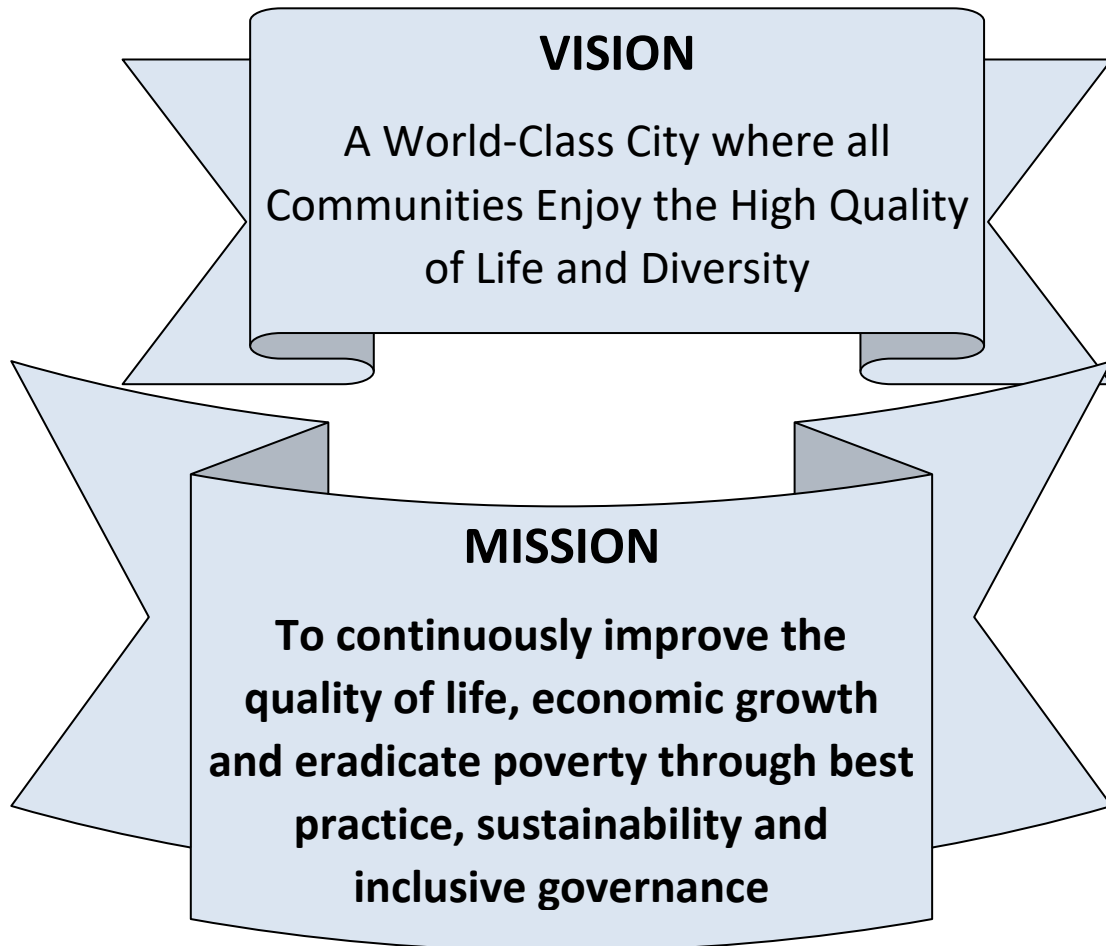 VISION
A World-Class City where all
Communities Enjoy the High Quality
of Life and Diversity
MISSION
To continuously improve the
quality of life, economic growth
and eradicate poverty through best
practice, sustainability and
inclusive governance